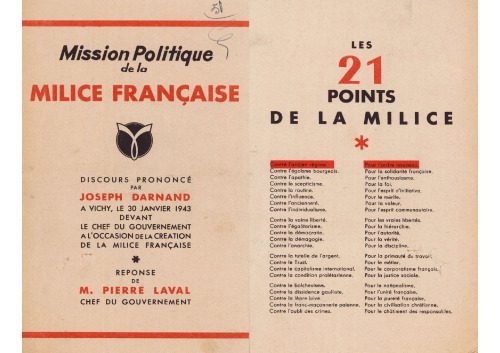 Mission Politique
de la
MILICE FRANÇAISE
DISCOURS PRONONCÉ
PAR
JOSEPH DARNAND
A VICHY, LE 30 JANVIER 1943
DEVANT
LE CHEF DU GOUVERNEMENT
A L'OCCASION DE LA CRÉATION
DE LA MILICE FRANÇAISE
*
REPONSE
DE
M. PIERRE LAVAL
CHEF DU GOUVERNEMENT
LES
21
POINTS
DE LA MILICE
*
Contre l'ancien régime, Pour l'ordre nouveau.
Contre l'égoïsme bourgeois. Pour la solidarité française.
Contre l'apathie. Pour l'enthousiasme.
Contre le scepticisme. Pour la foi.
Contre la routine. Pour l'esprit d'initiative.
Contre l'influence. Pour le mérite.
Contre l'ancienneté. Pour la valeur.
Contre l'individualisme. Pour l'esprit communautaire.
Contre la vaine liberté. Pour les vraies libertés.
Contre l'égalitarisme. Pour la hiérarchie.
Contre la démocratie. Pour l'autorité.
Contre la démagogie. Pour la vérité.
Contre l'anarchie. Pour la discipline.
Contre la tutelle de l'argent. Pour la primauté du travail.
Contre le Trust. Pour le métier.
Contre le capitalisme international. Pour le corporatisme français.
Contre la condition prolétarienne. Pour la justice sociale.
Contre le Bolchevisme. Pour le
Contre la dissidence gaulliste. Pour l'unité française.
Contre la lèpre juive. Pour la pureté française.
Contre la franc-maçonnerie païenne. Pour la civilisation chrétienne.
Contre l'oubli des crimes. Pour le châtiment des responsables.